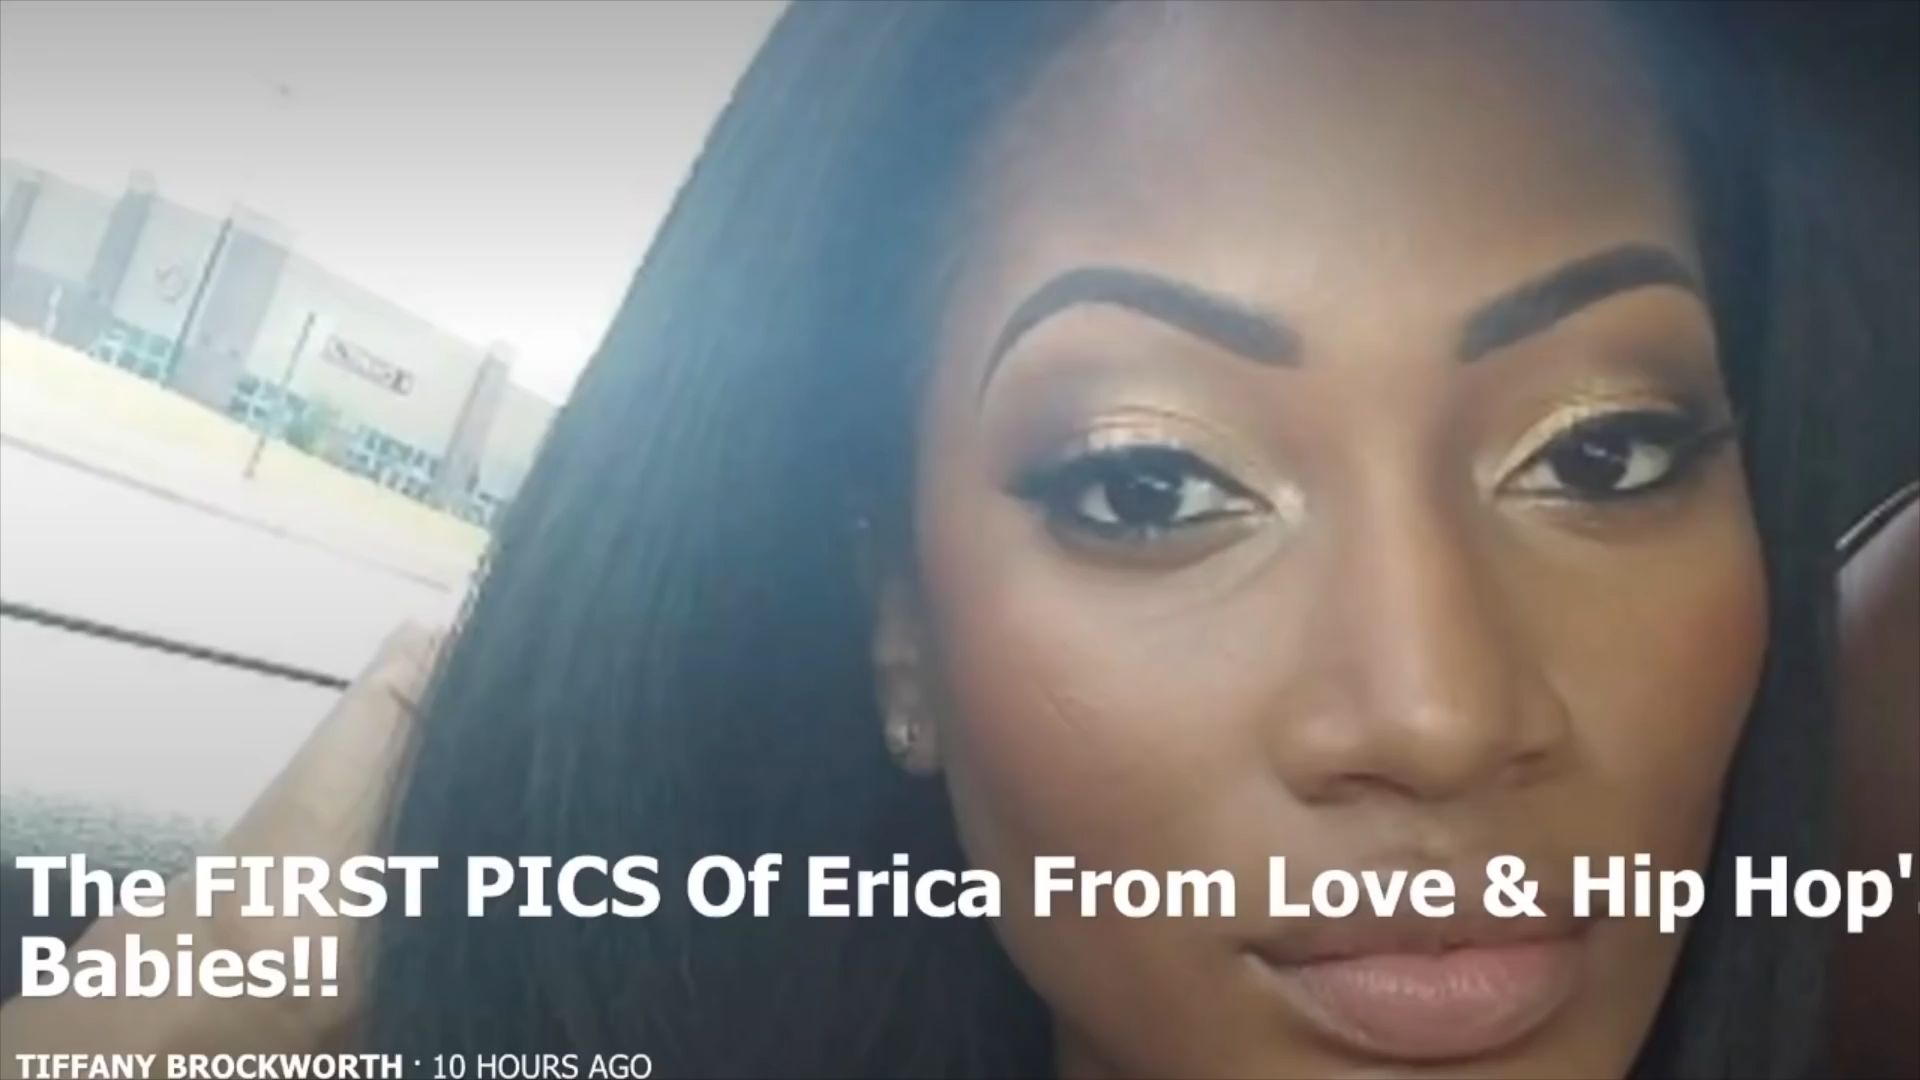 The FIRST PICS Of Erica From Love & Hip Hop'
Babies!!
TIFFANY BROCKWORTH · 10 HOURS AGO